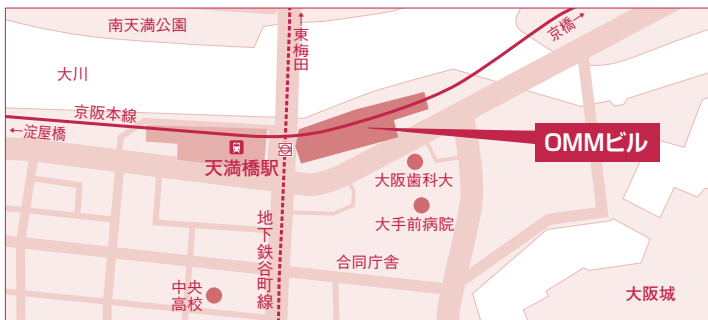 南天満公園
←東梅田
京橋→
大川
京阪本線
←淀屋橋
OMMビル
天満橋駅
大阪歯科大
大手前病院
地下鉄谷町線
合同庁舎
中央
高校
大阪城